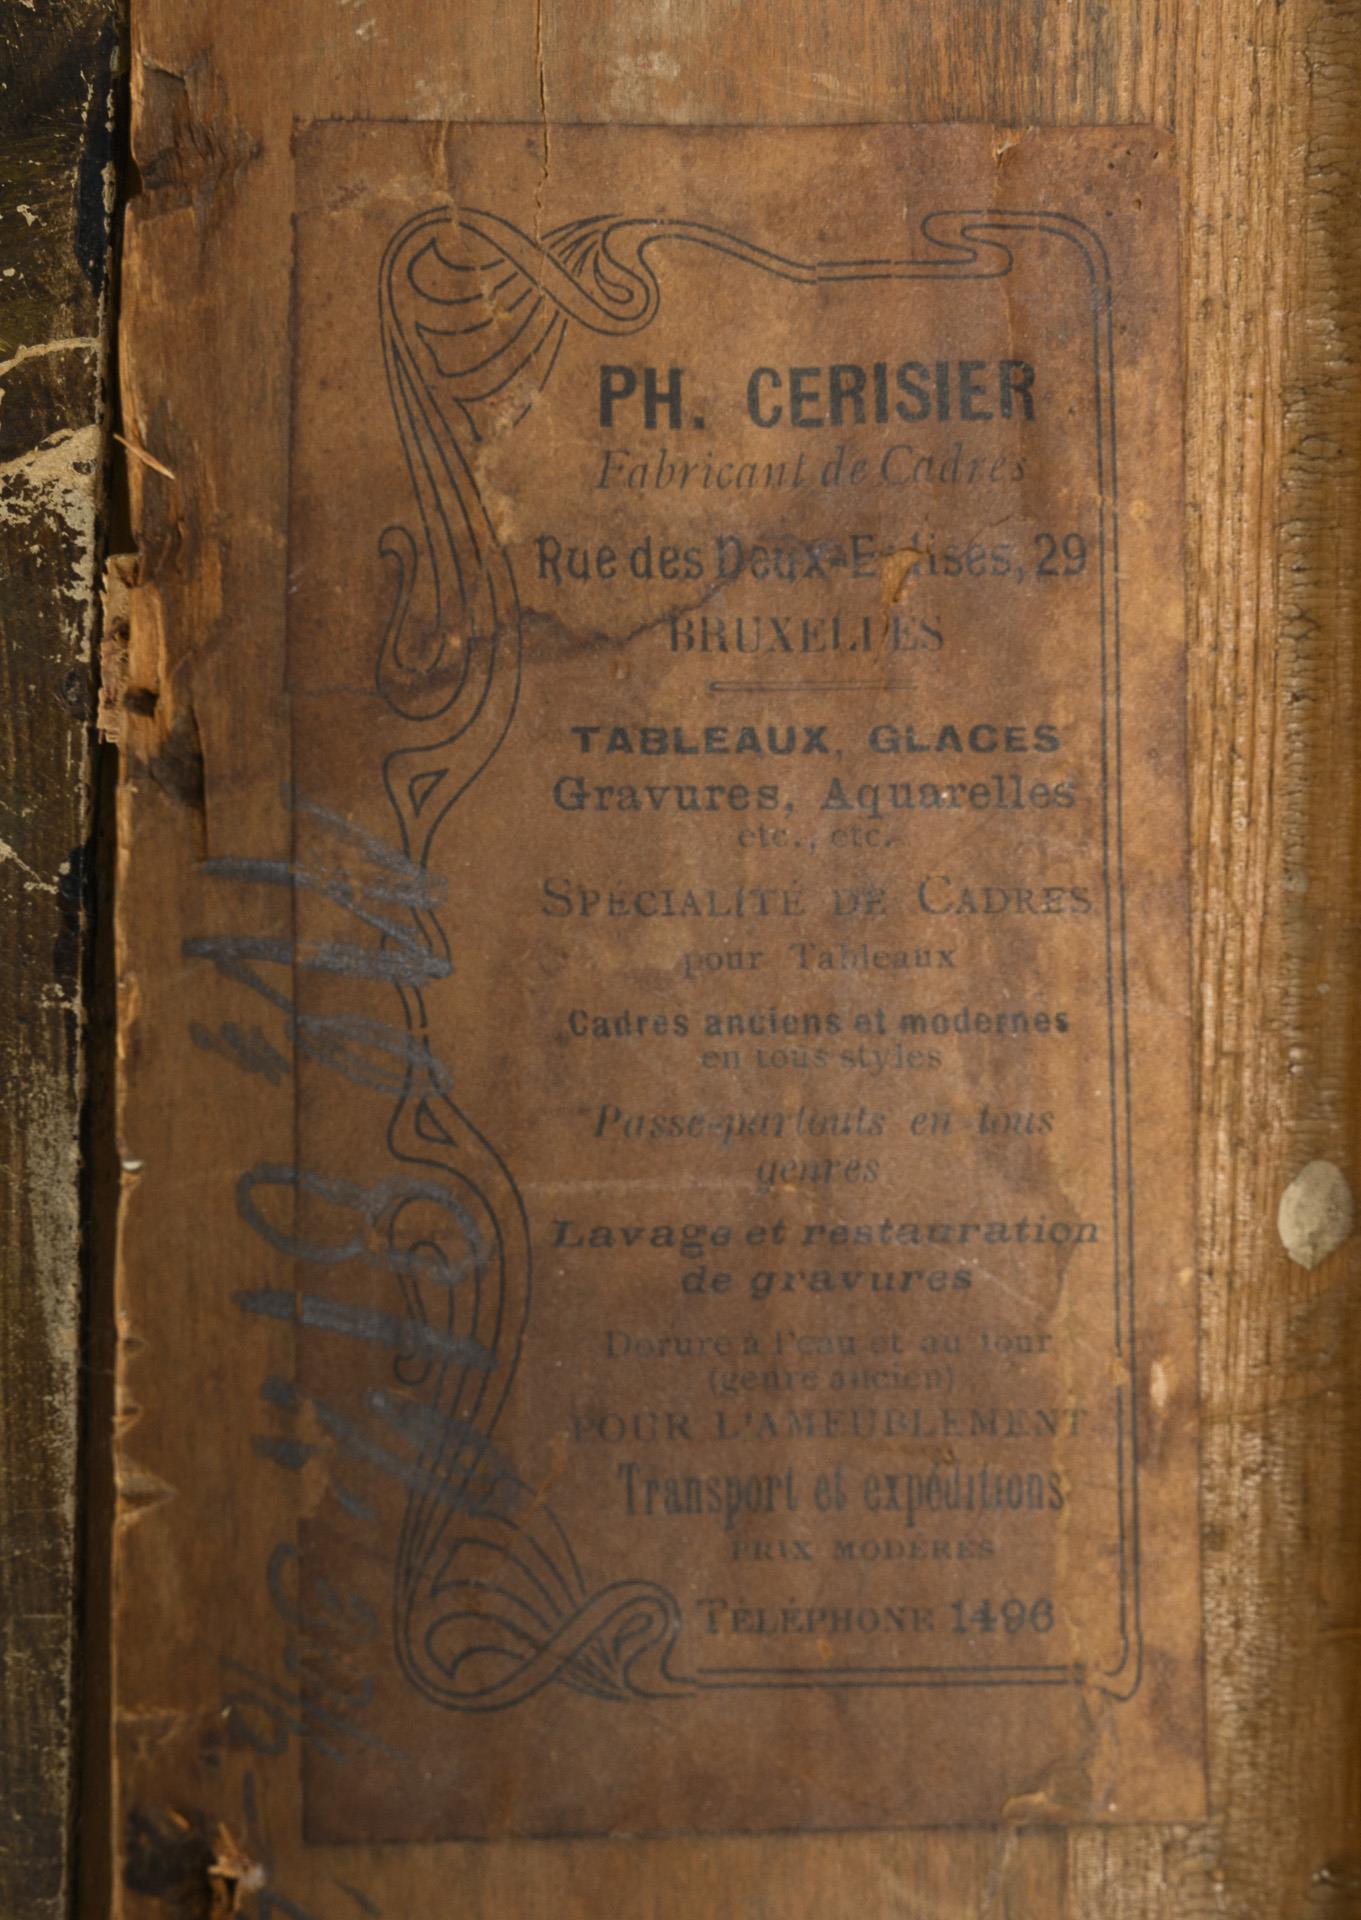 PH. CERISIER
Fabricant de Cadres
Rue des Deux-Eglises, 29
BRUXELLES
TABLEAUX, GLACES
Gravures, Aquarelles
etc., etc.
SPÉCIALITÉ DE CADRES
pour Tableaux
Cadres anciens et modernes
en tous styles
Passe-partouts en tous
genres
Lavage et restauration
de gravures
Dorure à l'eau et au four
(genre ancien)
POUR L'AMEUBLEMENT
Transport et expéditions
PRIX MODÉRÉS
TÉLÉPHONE 1496